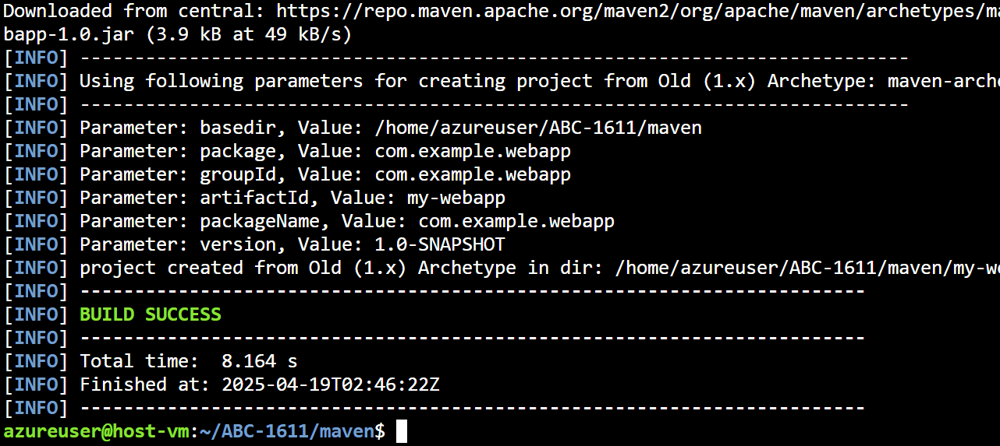 Downloaded from central: https://repo.maven.apache.org/maven2/org/apache/maven/archetypes/
bapp-1.0.jar (3.9 kB at 49 kB/s)
[INFO] ----------------------------------------------------------------------------
[INFO] Using following parameters for creating project from Old (1.x) Archetype:
[INFO] ----------------------------------------------------------------------------
[INFO] Parameter: basedir, Value: /home/azureuser/ABC-1611/maven
[INFO] Parameter: package, Value: com.example.webapp
[INFO] Parameter: groupId, Value: com.example.webapp
[INFO] Parameter: artifactId, Value: my-webapp
[INFO] Parameter: packageName, Value: com.example.webapp
[INFO] Parameter: version, Value: 1.0-SNAPSHOT
[INFO] project created from Old (1.x) Archetype in dir: /home/azureuser/ABC-1611/maven/my-w
[INFO] ------------------------------------------------------------------------
[INFO] BUILD SUCCESS
[INFO] ------------------------------------------------------------------------
[INFO] Total time:  8.164 s
[INFO] Finished at: 2025-04-19T02:46:22Z
[INFO] ------------------------------------------------------------------------
azureuser@host-vm:~/ABC-1611/maven$